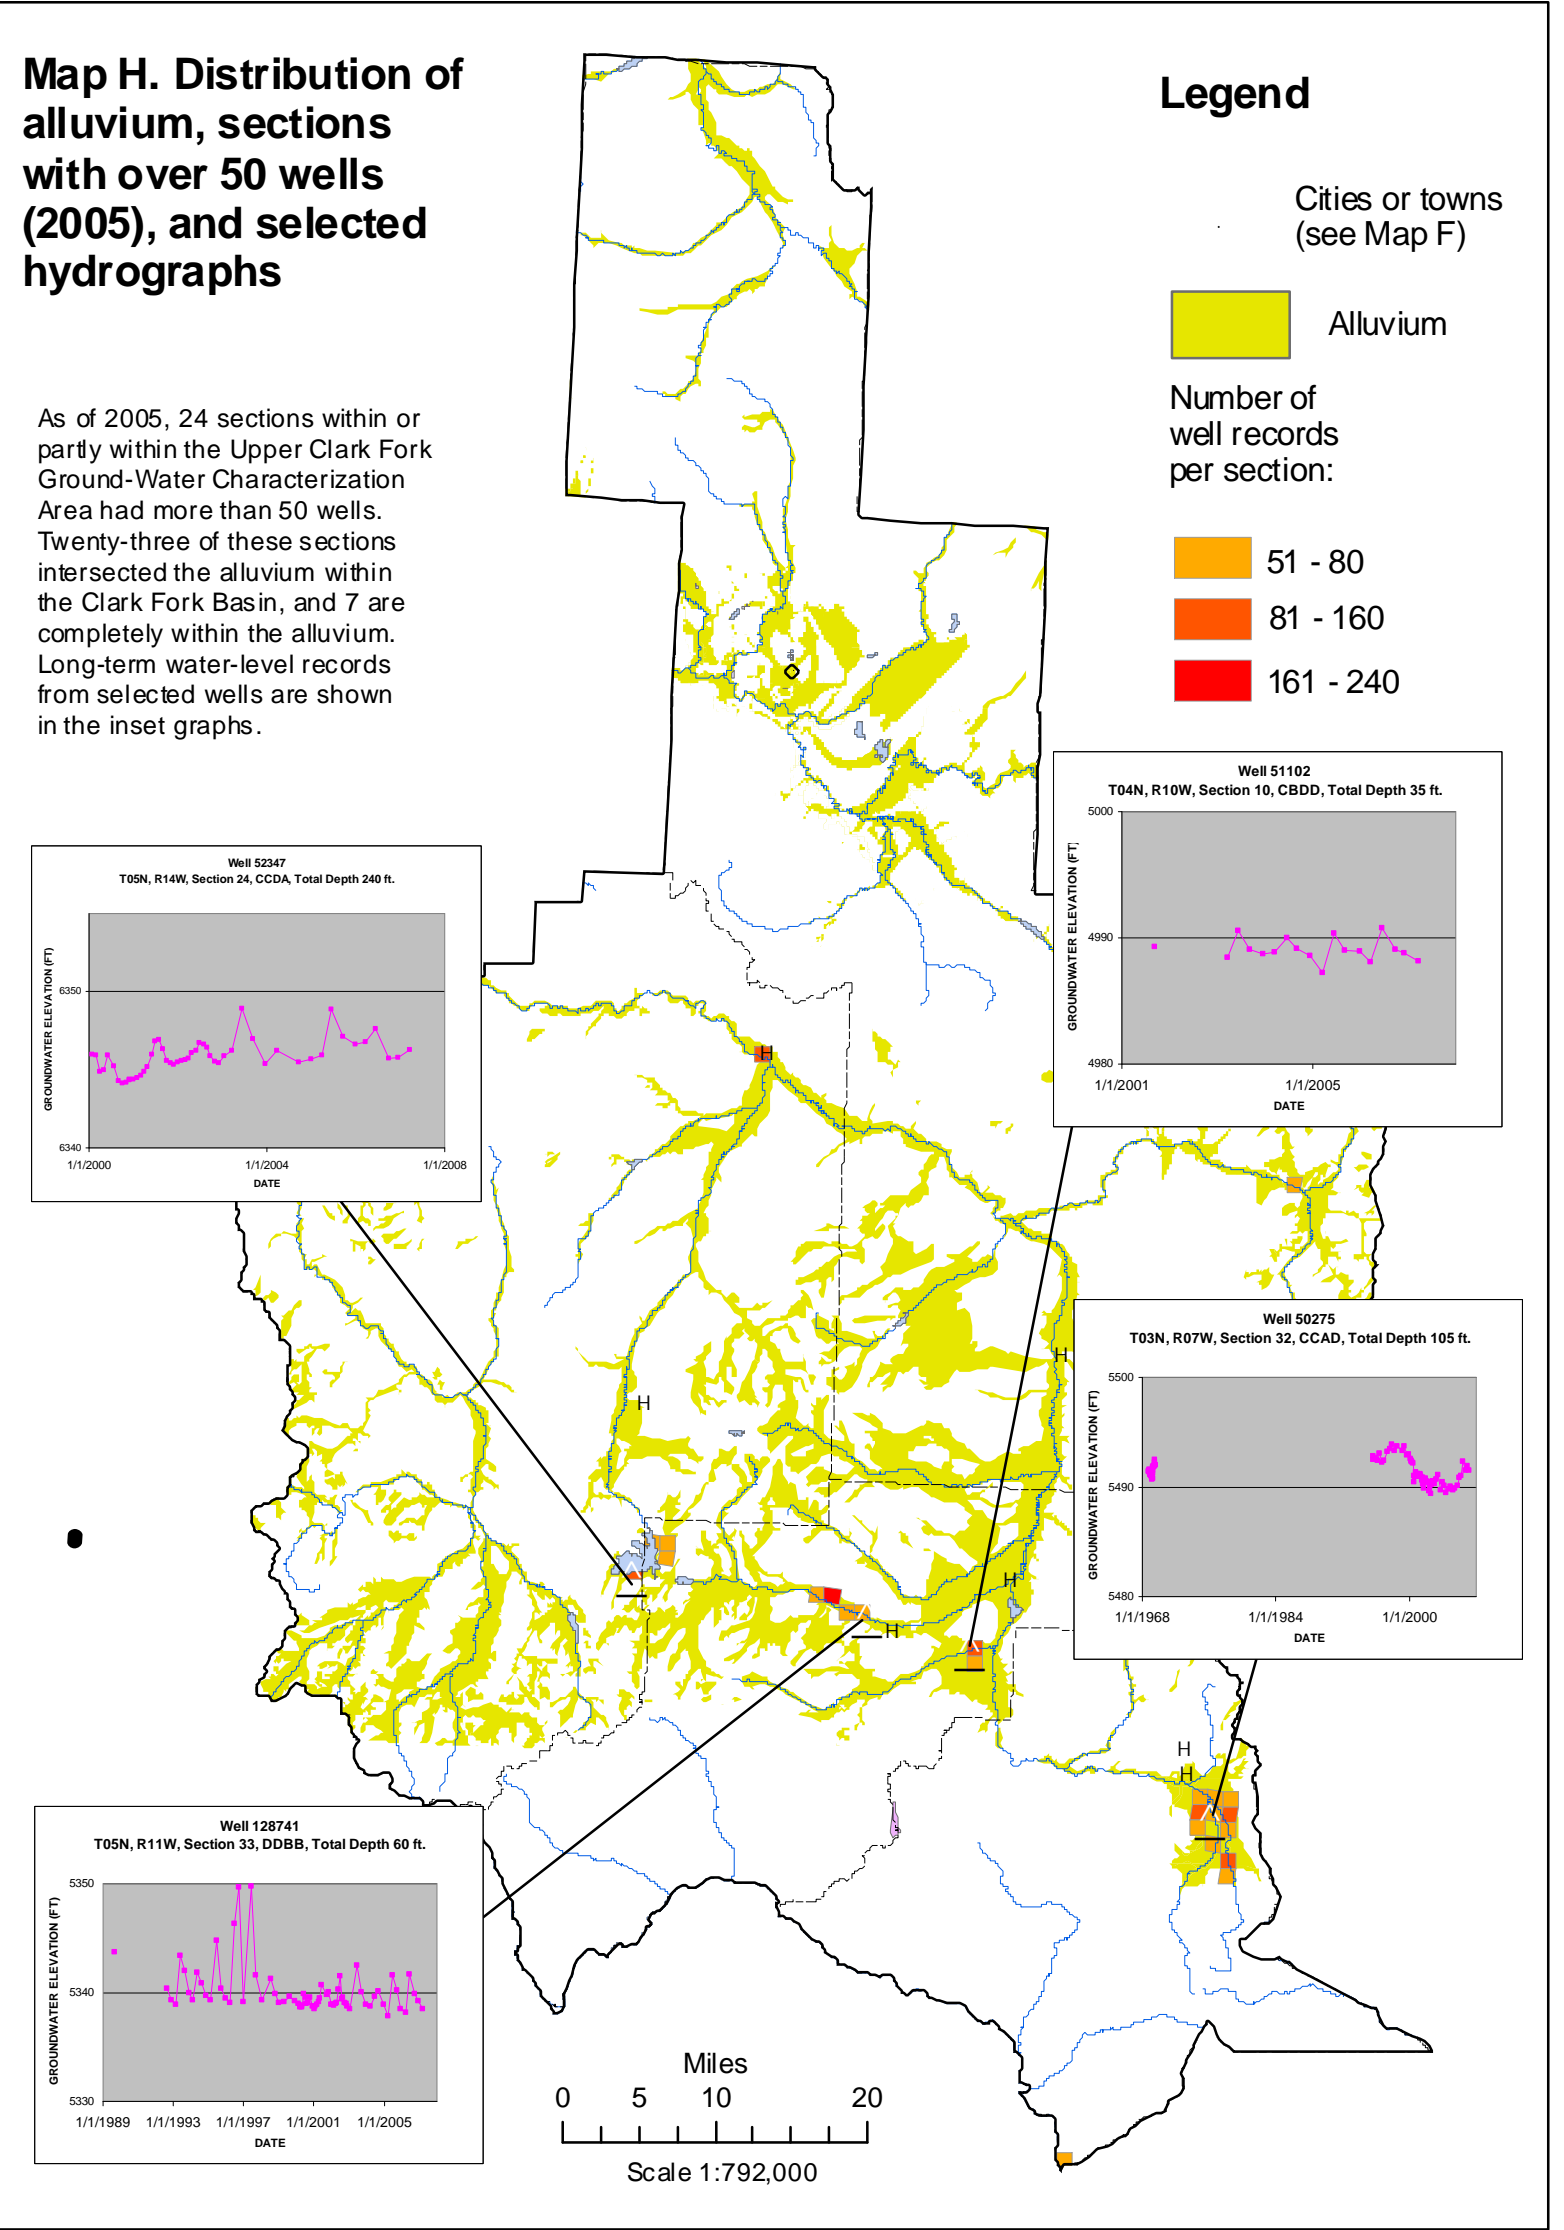 Map H. Distribution of
alluvium, sections
with over 50 wells
(2005), and selected
hydrographs
As of 2005, 24 sections within or
partly within the Upper Clark Fork
Ground-Water Characterization
Area had more than 50 wells.
Twenty-three of these sections
intersected the alluvium within
the Clark Fork Basin, and 7 are
completely within the alluvium.
Long-term water-level records
from selected wells are shown
in the inset graphs.
Legend
Cities or towns
(see Map F)
Alluvium
Number of
well records
per section:
51 - 80
81 - 160
161 - 240
Well 51102
T04N, R10W, Section 10, CBDD, Total Depth 35 ft.
GROUNDWATER ELEVATION (FT)
5000
4990
4980
1/1/2001 1/1/2005
DATE
Well 52347
T05N, R14W, Section 24, CCDA, Total Depth 240 ft.
GROUNDWATER ELEVATION (FT)
6350
6340
1/1/2000 1/1/2004 1/1/2008
DATE
H
H
H
H
H
H
H
Well 50275
T03N, R07W, Section 32, CCAD, Total Depth 105 ft.
GROUNDWATER ELEVATION (FT)
5500
5490
5480
1/1/1968 1/1/1984 1/1/2000
DATE
Well 128741
T05N, R11W, Section 33, DDBB, Total Depth 60 ft.
GROUNDWATER ELEVATION (FT)
5350
5340
5330
1/1/1989 1/1/1993 1/1/1997 1/1/2001 1/1/2005
DATE
Miles
0 5 10 20
Scale 1:792,000